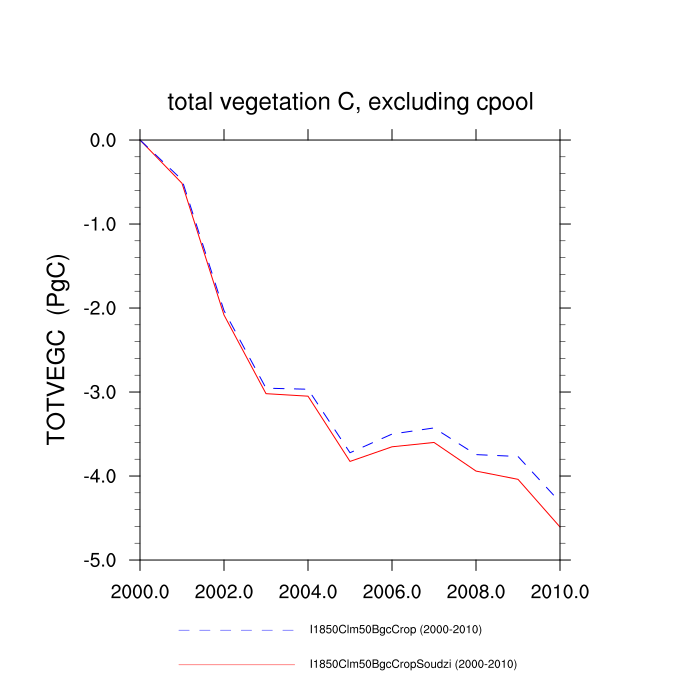 total vegetation C, excluding cpool
TOTVEGC (PgC)
0.0
-1.0
-2.0
-3.0
-4.0
-5.0
2000.0 2002.0 2004.0 2006.0 2008.0 2010.0
I1850Clm50BgcCrop (2000-2010)
I1850Clm50BgcCropSoudzi (2000-2010)